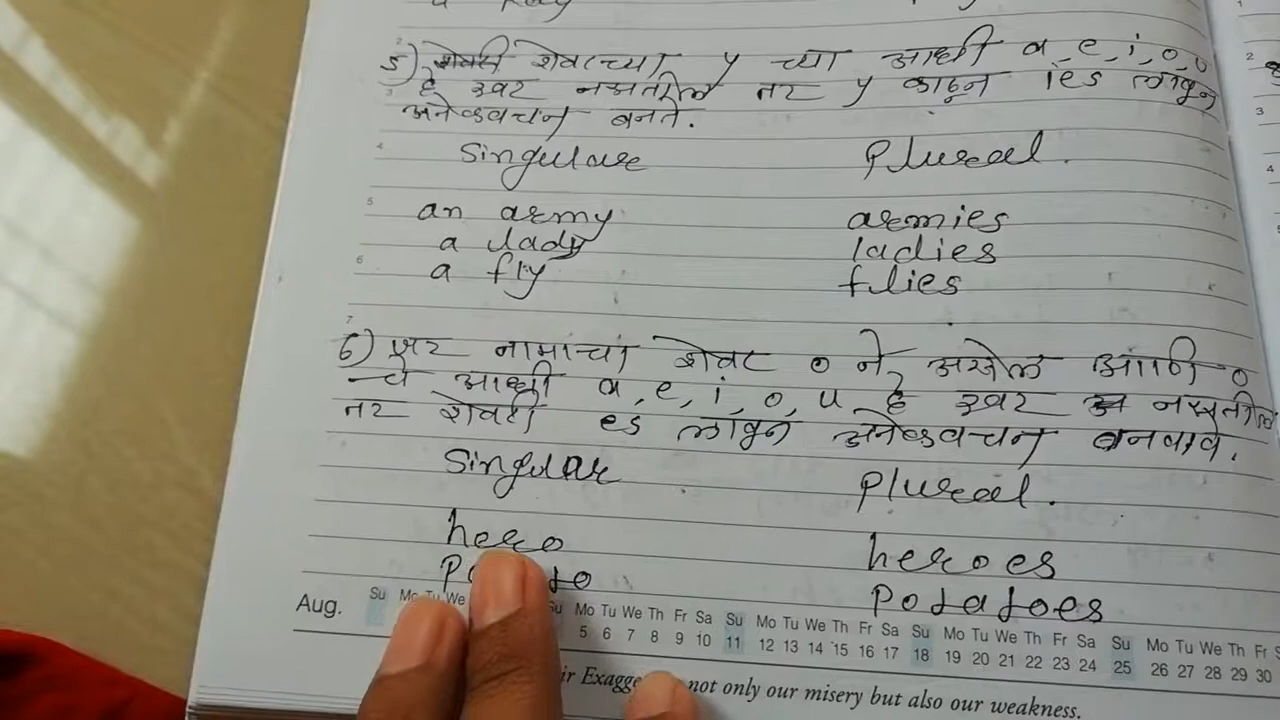 5) शेवटी शेवटच्या y च्या आधी a, e, i, o, u
हे स्वर नसतील तर y काढून ies लावून
अनेकवचन बनते.
Singular Plural.
an army armies
a lady ladies
a fly flies
6) जर नामाचा शेवट o ने असेल आणि o
चे आधी a, e, i, o, u हे स्वर नसतील
तर शेवटी es लावून अनेकवचन बनवावे.
Singular Plural.
hero heroes
Potato Potatoes
Aug. Su Mo Tu We Su Mo Tu We Th Fr Sa Su Mo Tu We Th Fr Sa Su Mo Tu We Th Fr Sa Su Mo Tu We Th Fr
5 6 7 8 9 10 11 12 13 14 15 16 17 18 19 20 21 22 23 24 25 26 27 28 29 30
not only our misery but also our weakness.